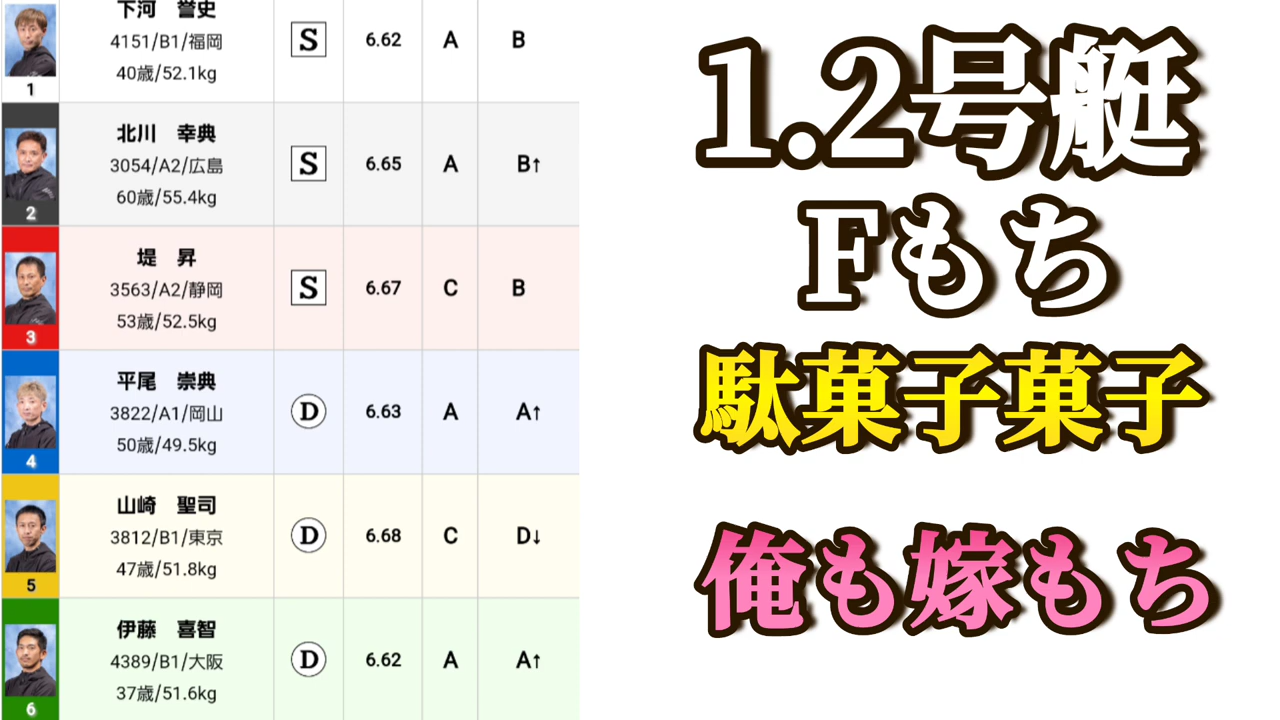 下河 誉史
4151/B1/福岡
40歳/52.1kg
1
S
6.62
A
B
北川 幸典
3054/A2/広島
60歳/55.4kg
2
S
6.65
A
B↑
堤 昇
3563/A2/静岡
53歳/52.5kg
3
S
6.67
C
B
平尾 崇典
3822/A1/岡山
50歳/49.5kg
4
D
6.63
A
A↑
山崎 聖司
3812/B1/東京
47歳/51.8kg
5
D
6.68
C
D↓
伊藤 喜智
4389/B1/大阪
37歳/51.6kg
6
D
6.62
A
A↑
1.2号艇
Fもち
駄菓子菓子
俺も嫁もち